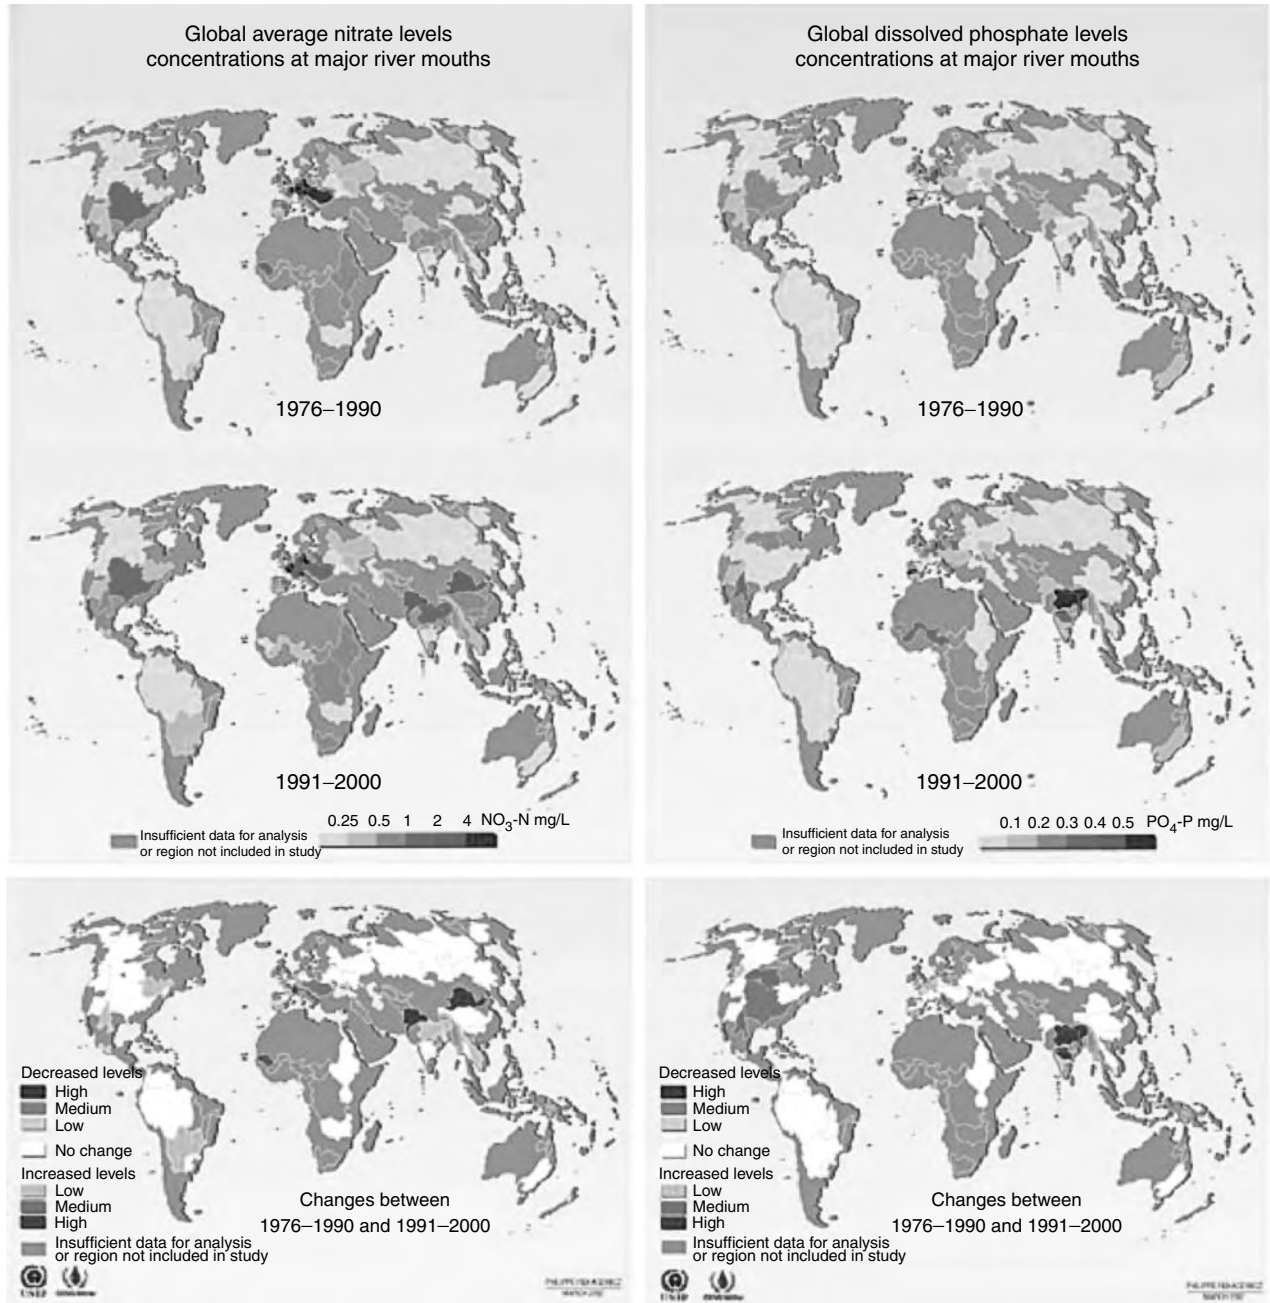 Global average nitrate levels
concentrations at major river mouths
1976–1990
1991–2000
0.25 0.5 1 2 4 NO3-N mg/L
Insufficient data for analysis
or region not included in study
Decreased levels
High
Medium
Low
No change
Increased levels
Low
Medium
High
Insufficient data for analysis
or region not included in study
Changes between
1976–1990 and 1991–2000
UNEP
Global dissolved phosphate levels
concentrations at major river mouths
1976–1990
1991–2000
0.1 0.2 0.3 0.4 0.5 PO4-P mg/L
Insufficient data for analysis
or region not included in study
Decreased levels
High
Medium
Low
No change
Increased levels
Low
Medium
High
Insufficient data for analysis
or region not included in study
Changes between
1976–1990 and 1991–2000
UNEP